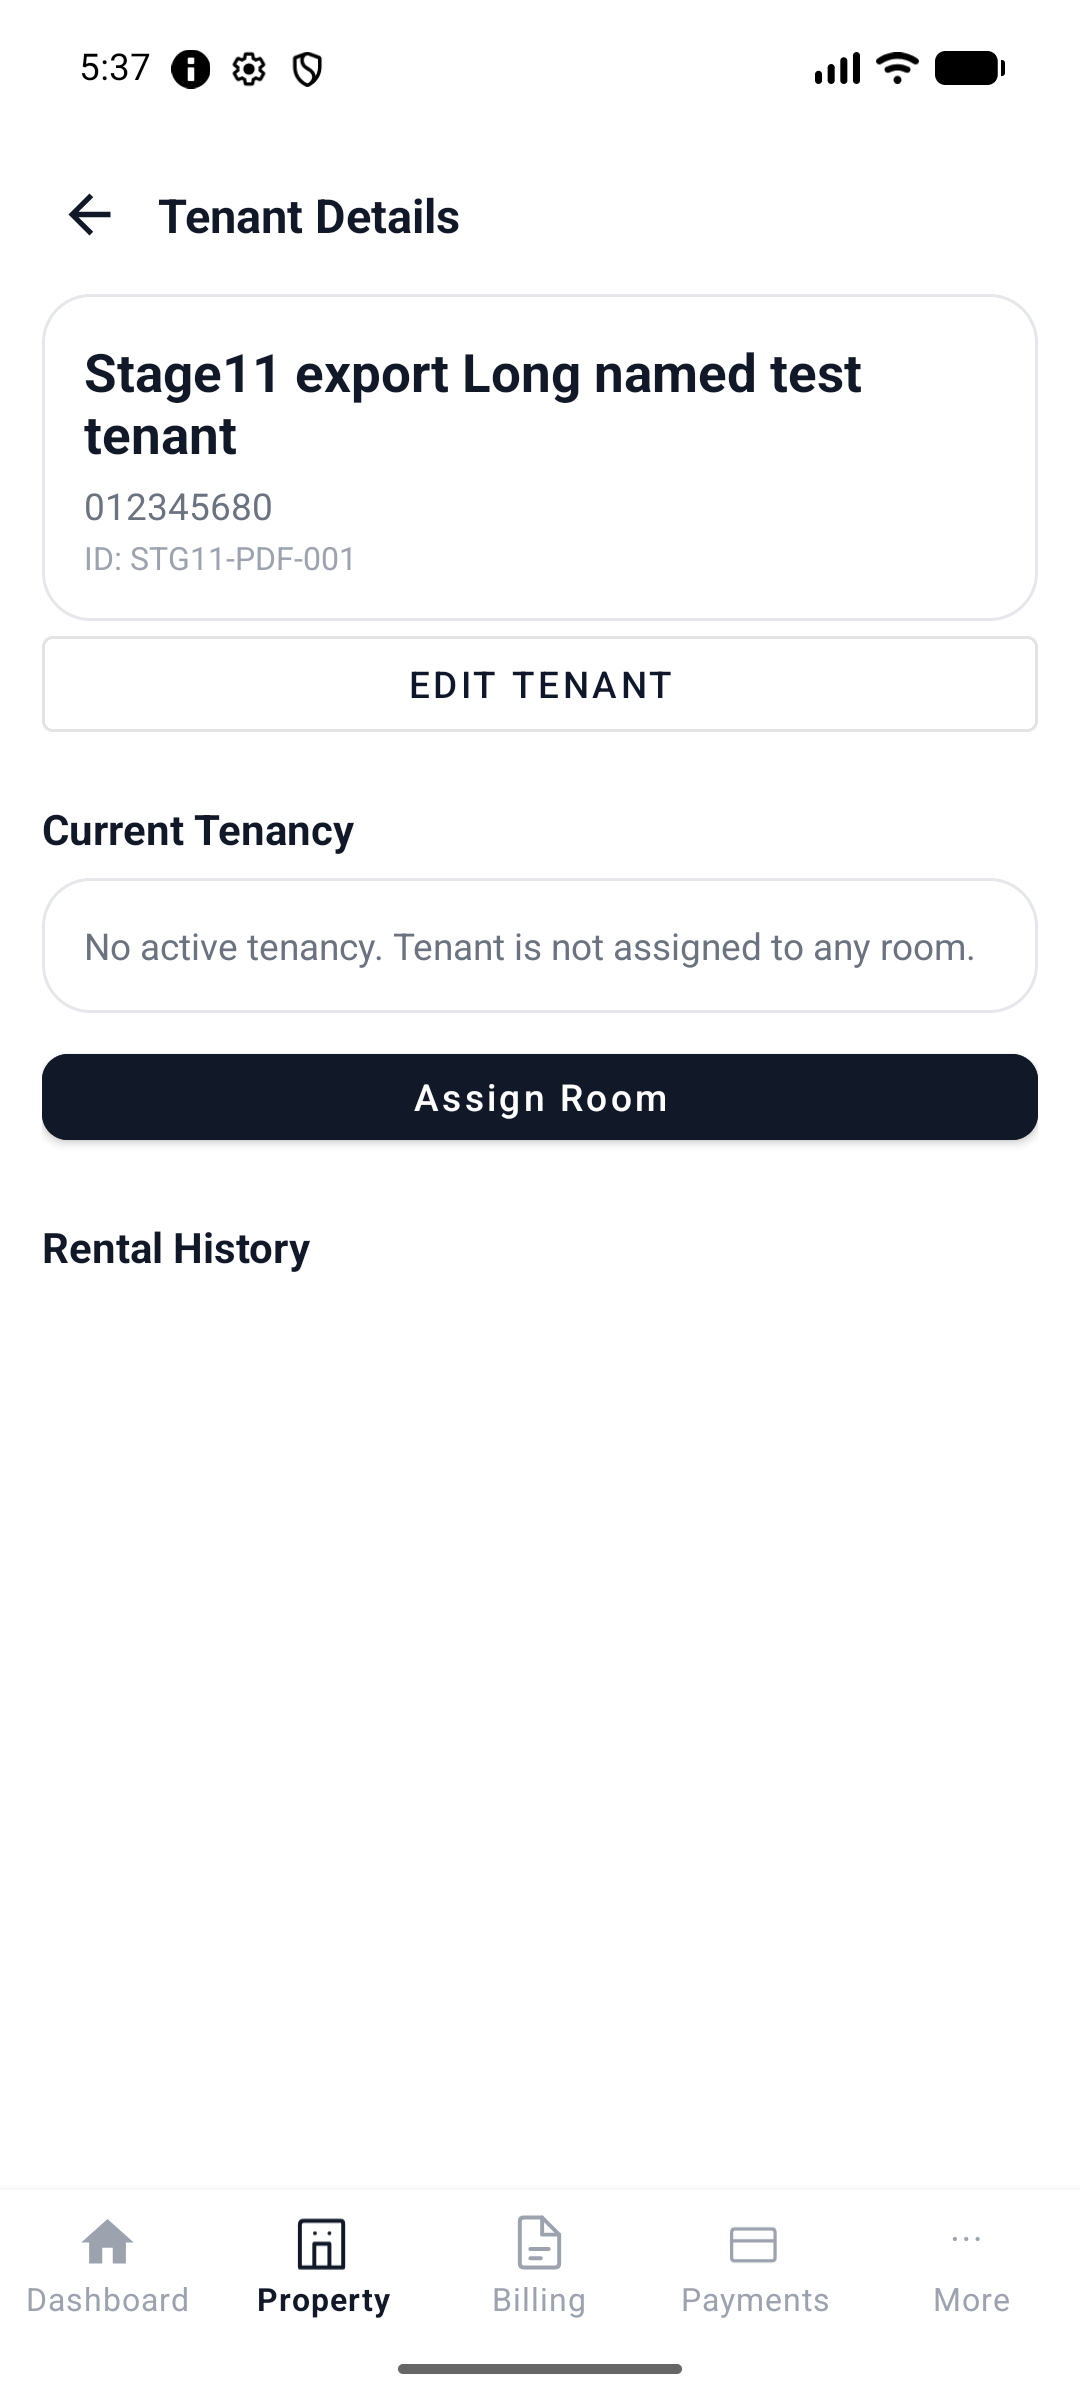 5:37
Tenant Details
Stage11 export Long named test
tenant
012345680
ID: STG11-PDF-001
EDIT TENANT
Current Tenancy
No active tenancy. Tenant is not assigned to any room.
Assign Room
Rental History
Dashboard
Property
Billing
Payments
More